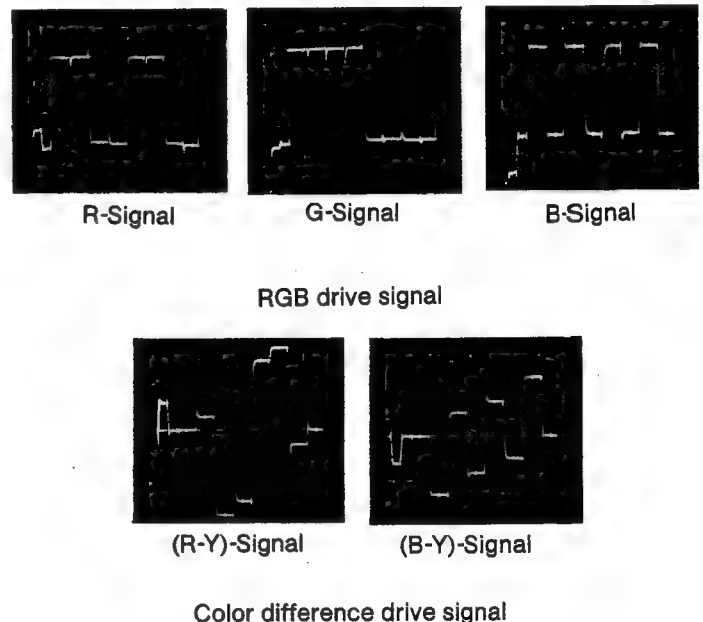 R-Signal
G-Signal
B-Signal
RGB drive signal
(R-Y)-Signal
(B-Y)-Signal
Color difference drive signal